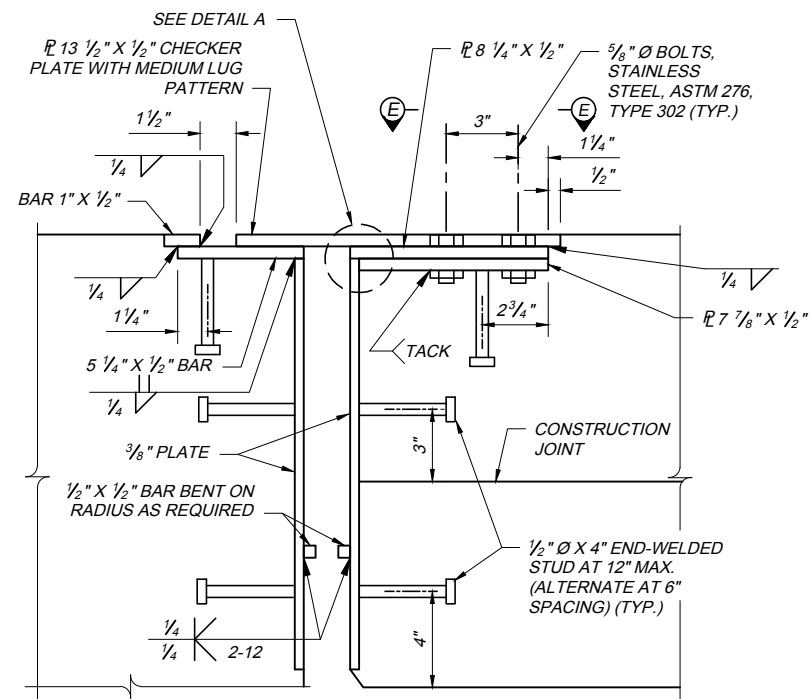 SEE DETAIL A
℄ 13 1/2" X 1/2" CHECKER
PLATE WITH MEDIUM LUG
PATTERN
℄ 8 1/4" X 1/2"
5/8" Ø BOLTS,
STAINLESS
STEEL, ASTM 276,
TYPE 302 (TYP.)
E
E
1 1/2"
3"
1 1/4"
1/2"
1/4
BAR 1" X 1/2"
1/4
1/4
1 1/4"
2 3/4"
℄ 7 7/8" X 1/2"
5 1/4" X 1/2" BAR
TACK
1/4
3/8" PLATE
3"
CONSTRUCTION
JOINT
1/2" X 1/2" BAR BENT ON
RADIUS AS REQUIRED
1/2" Ø X 4" END-WELDED
STUD AT 12" MAX.
(ALTERNATE AT 6"
SPACING) (TYP.)
4"
1/4
1/4
2-12